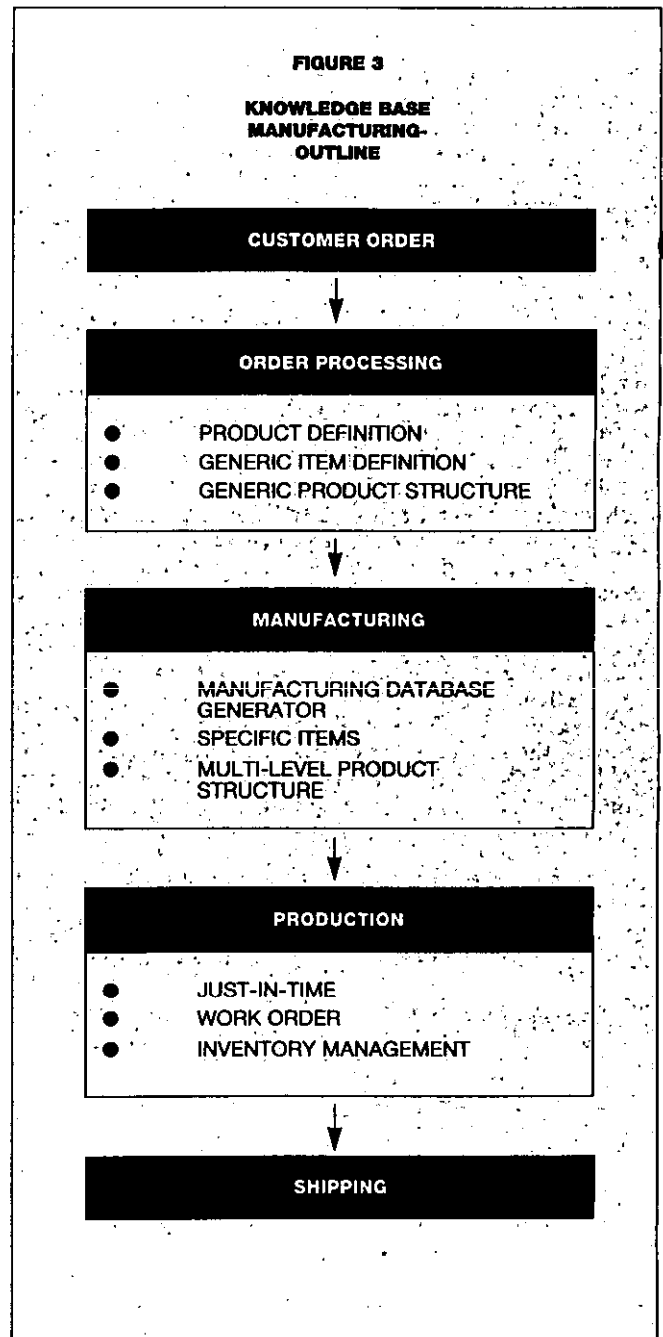 FIGURE 3
KNOWLEDGE BASE
MANUFACTURING-
OUTLINE
CUSTOMER ORDER
ORDER PROCESSING
● PRODUCT DEFINITION
● GENERIC ITEM DEFINITION
● GENERIC PRODUCT STRUCTURE
MANUFACTURING
● MANUFACTURING DATABASE
GENERATOR
● SPECIFIC ITEMS
● MULTI-LEVEL PRODUCT
STRUCTURE
PRODUCTION
● JUST-IN-TIME
● WORK ORDER
● INVENTORY MANAGEMENT
SHIPPING